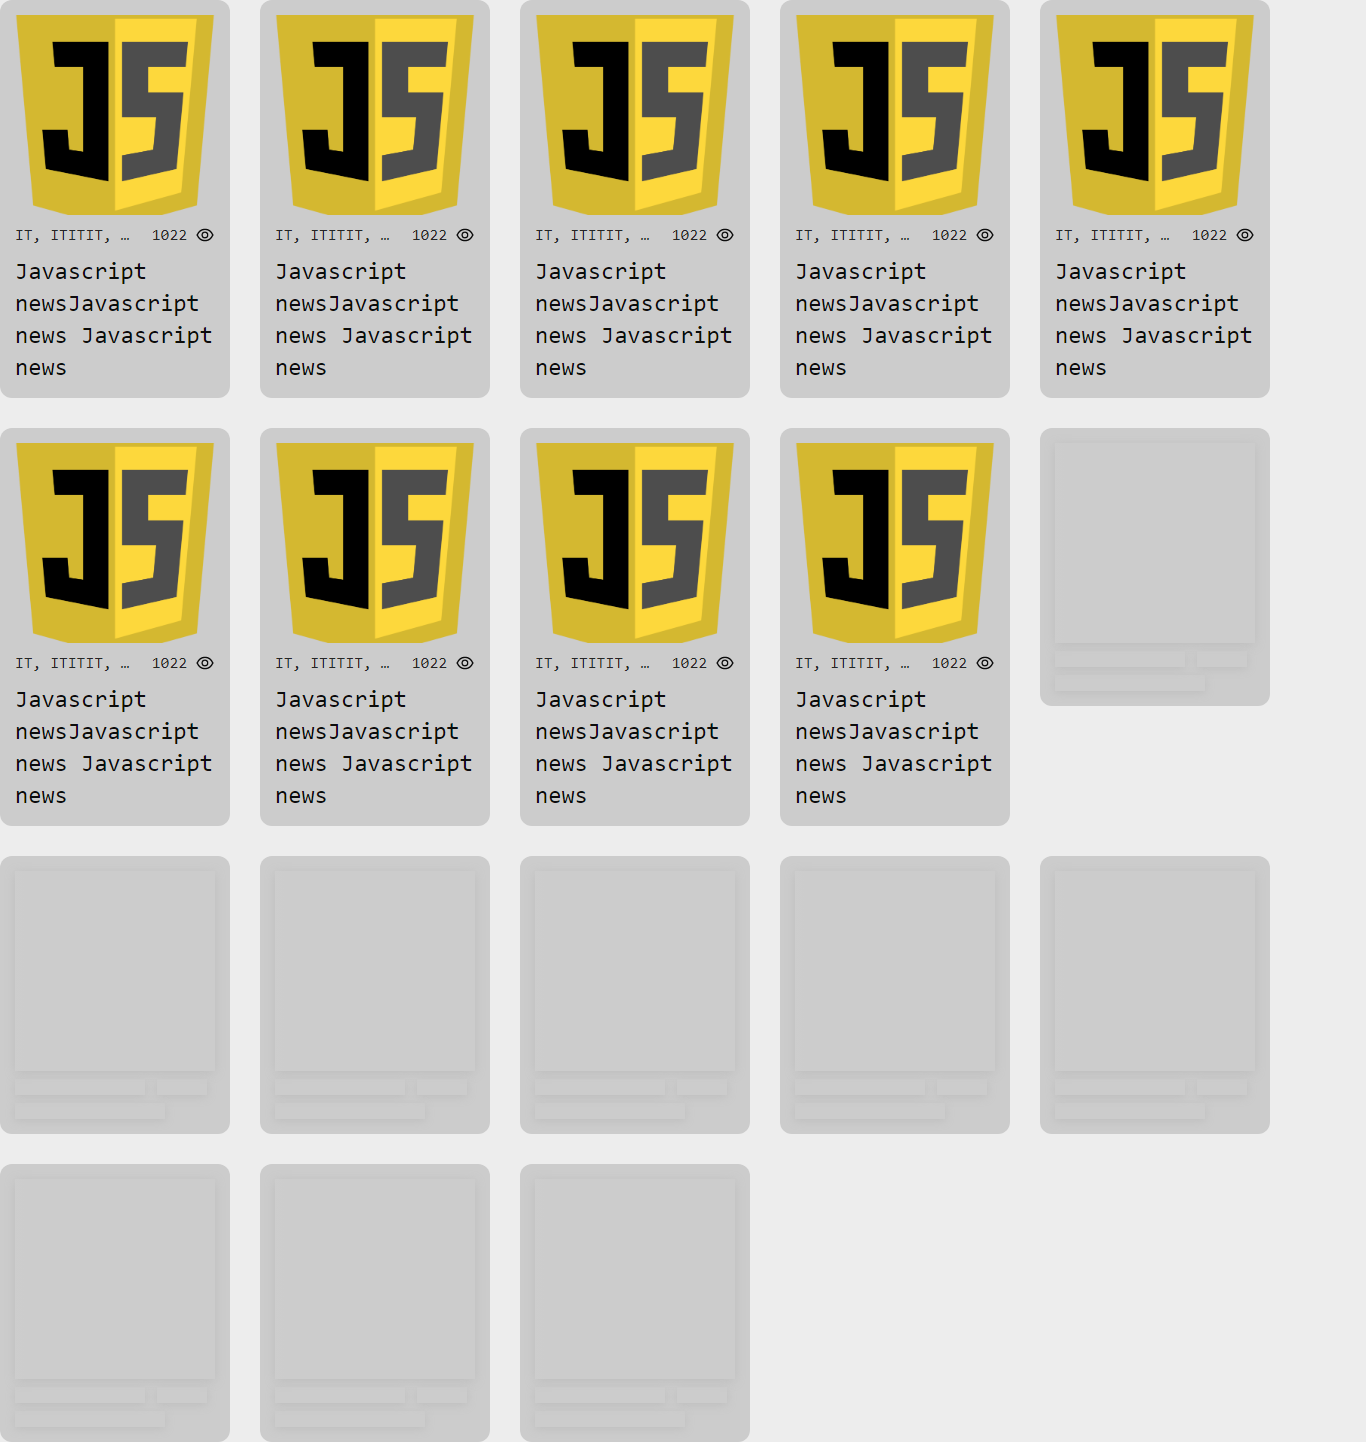 JS JS JS JS JS
IT, ITITIT, … 1022 IT, ITITIT, … 1022 IT, ITITIT, … 1022 IT, ITITIT, … 1022 IT, ITITIT, … 1022
Javascript Javascript Javascript Javascript Javascript
newsJavascript newsJavascript newsJavascript newsJavascript newsJavascript
news Javascript news Javascript news Javascript news Javascript news Javascript
news news news news news
JS JS JS JS
IT, ITITIT, … 1022 IT, ITITIT, … 1022 IT, ITITIT, … 1022 IT, ITITIT, … 1022
Javascript Javascript Javascript Javascript
newsJavascript newsJavascript newsJavascript newsJavascript
news Javascript news Javascript news Javascript news Javascript
news news news news